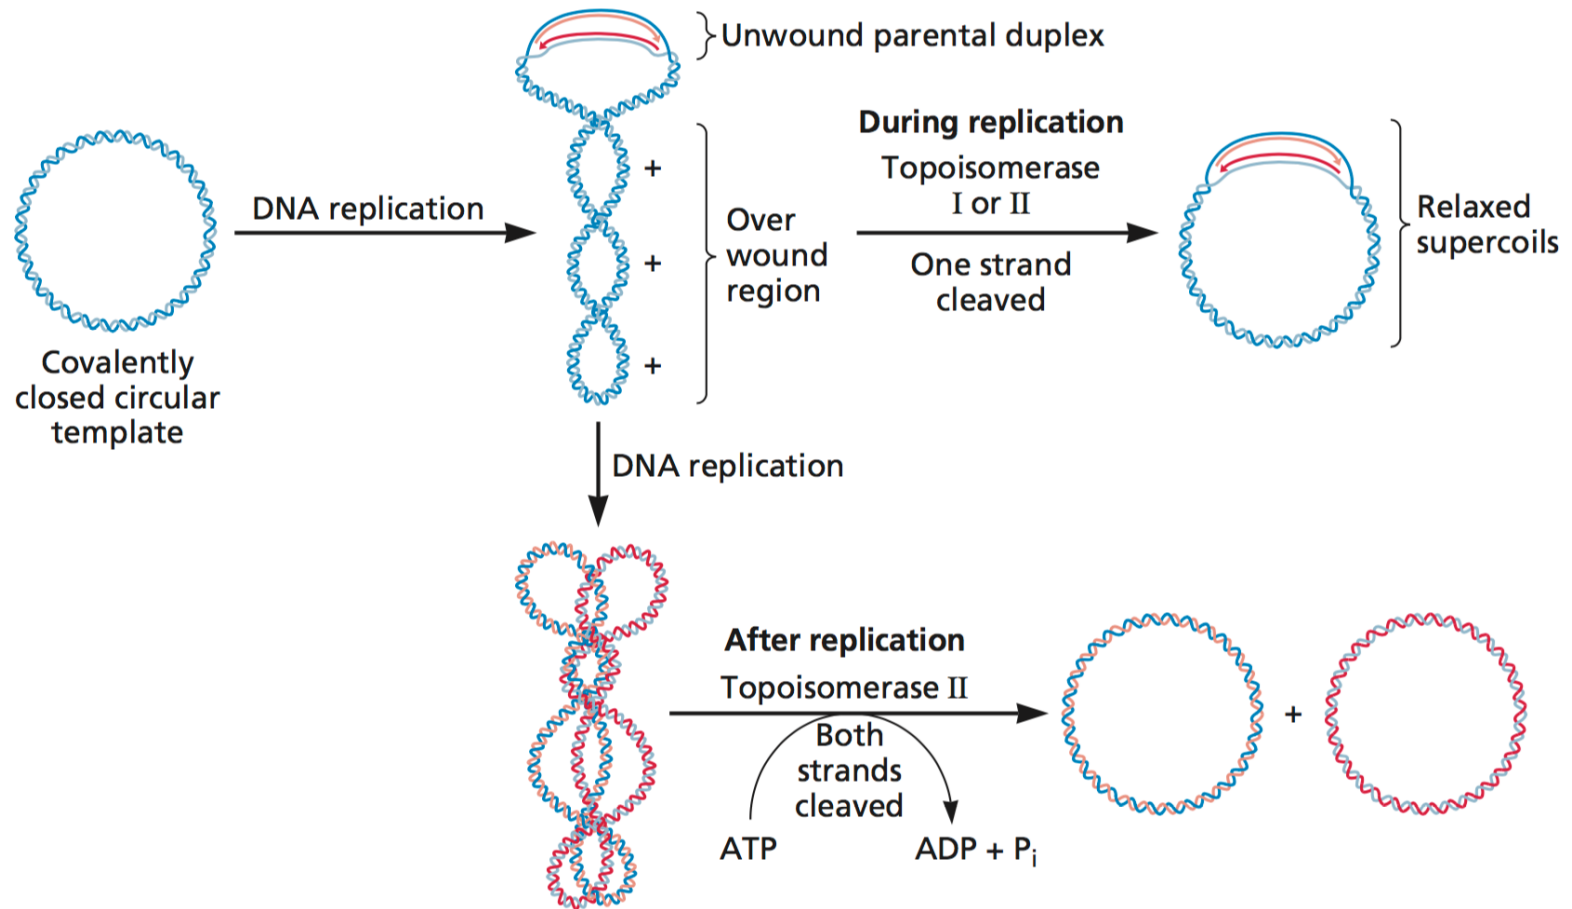 Unwound parental duplex
DNA replication
Covalently
closed circular
template
+
+
+
Over
wound
region
During replication
Topoisomerase
I or II
One strand
cleaved
Relaxed
supercoils
DNA replication
After replication
Topoisomerase II
Both
strands
cleaved
ATP
ADP + Pi
+